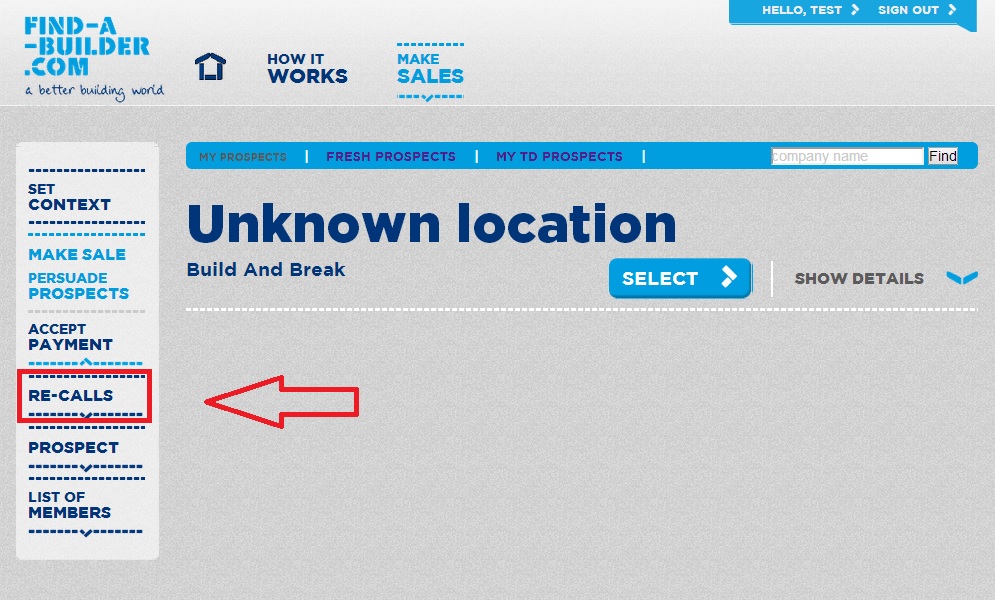 HELLO, TEST
SIGN OUT
FIND-A
-BUILDER
.COM
a better building world
HOW IT
WORKS
MAKE
SALES
MY PROSPECTS
FRESH PROSPECTS
MY TD PROSPECTS
company name
Find
SET
CONTEXT
MAKE SALE
PERSUADE
PROSPECTS
ACCEPT
PAYMENT
RE-CALLS
PROSPECT
LIST OF
MEMBERS
Unknown location
Build And Break
SELECT
SHOW DETAILS